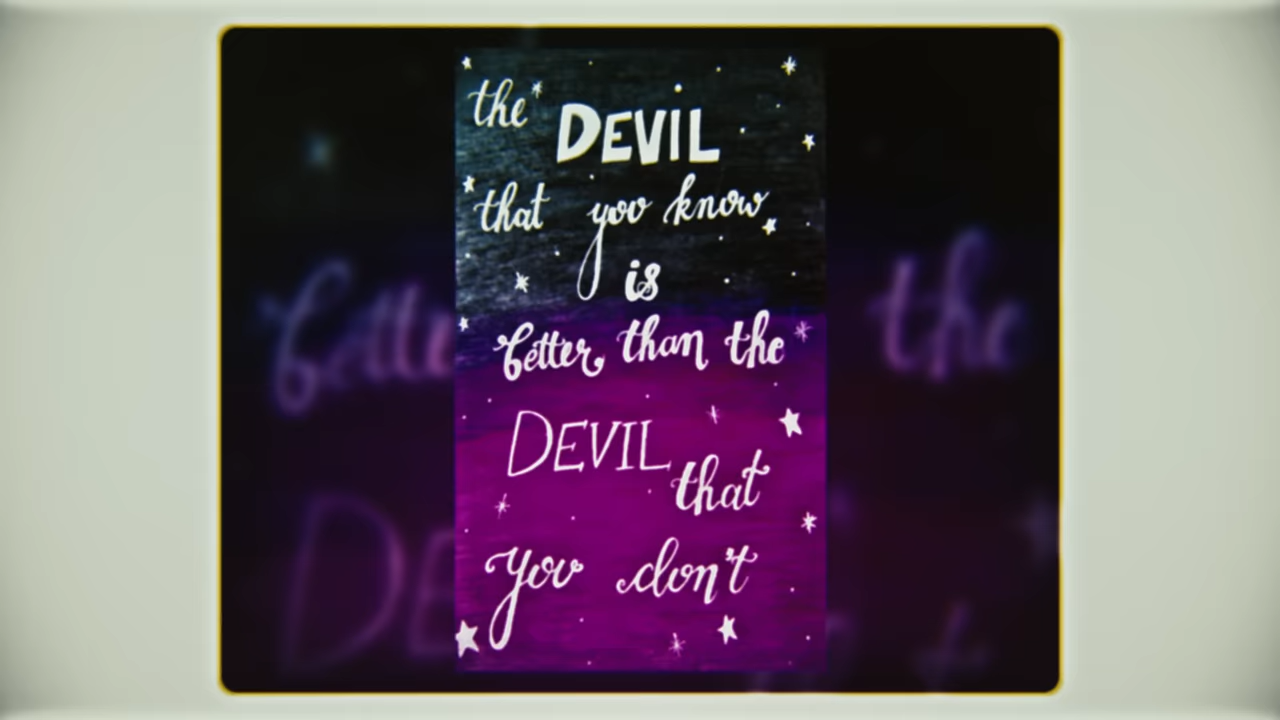 the DEVIL
that you know
is
better than the
DEVIL
that
you don't